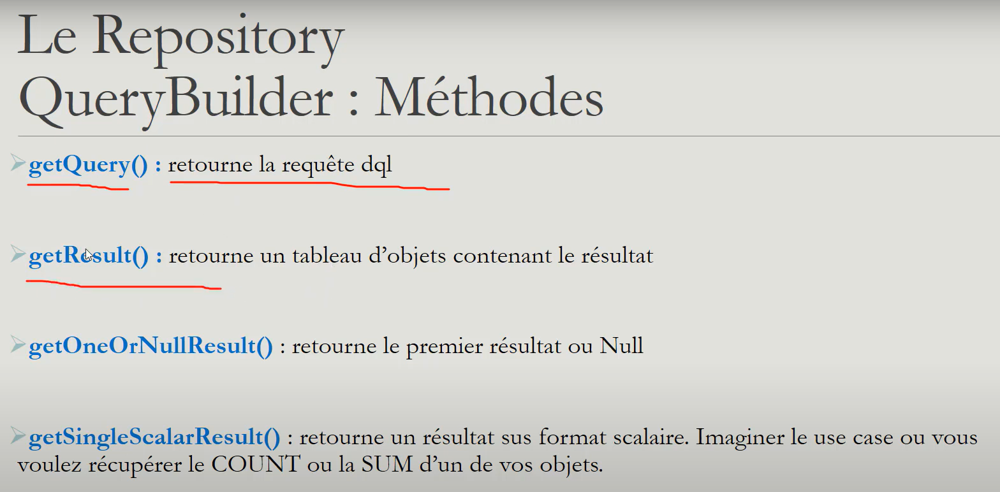 Le Repository
QueryBuilder : Méthodes
getQuery() : retourne la requête dql
getResult() : retourne un tableau d’objets contenant le résultat
getOneOrNullResult() : retourne le premier résultat ou Null
getSingleScalarResult() : retourne un résultat sus format scalaire. Imaginer le use case ou vous
voulez récupérer le COUNT ou la SUM d’un de vos objets.